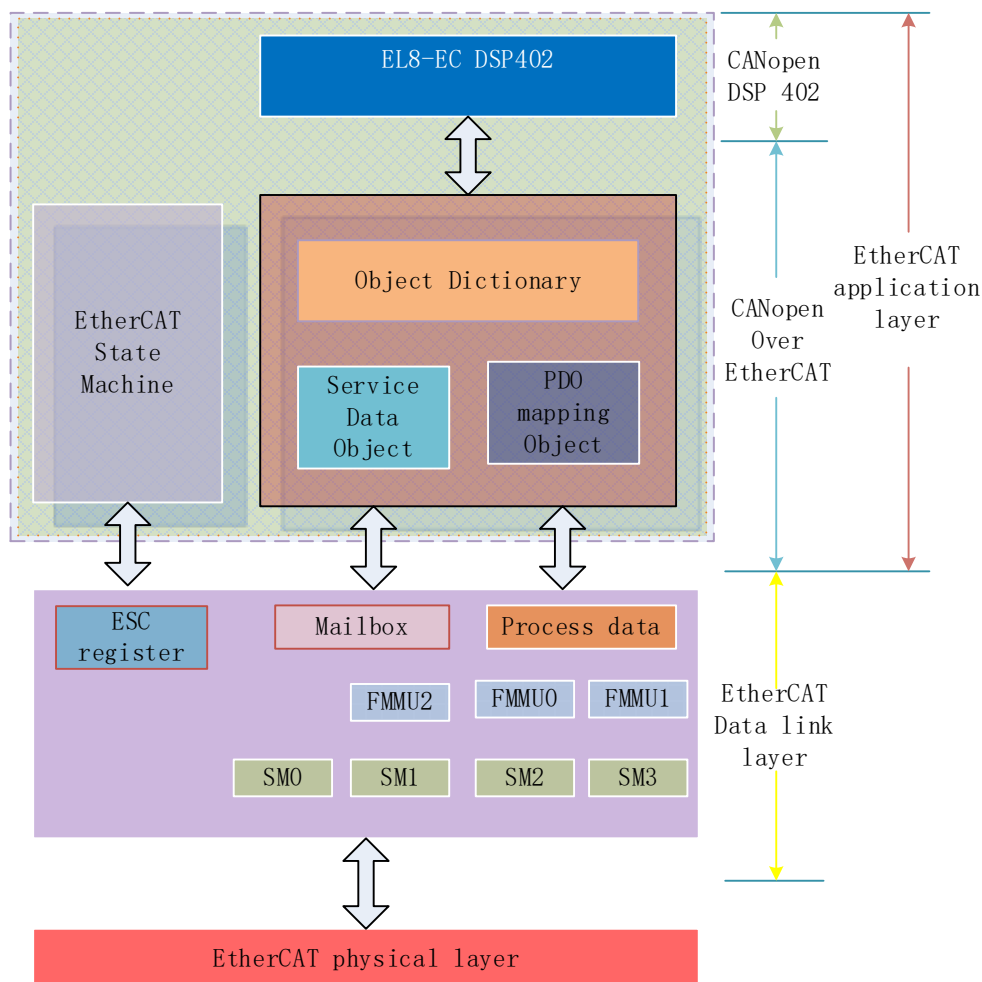 EL8-EC DSP402
CANopen
DSP 402
EtherCAT
State
Machine
Object Dictionary
Service
Data
Object
PDO
mapping
Object
CANopen
Over
EtherCAT
EtherCAT
application
layer
ESC
register
Mailbox
Process data
FMMU2
FMMU0
FMMU1
SM0
SM1
SM2
SM3
EtherCAT
Data link
layer
EtherCAT physical layer